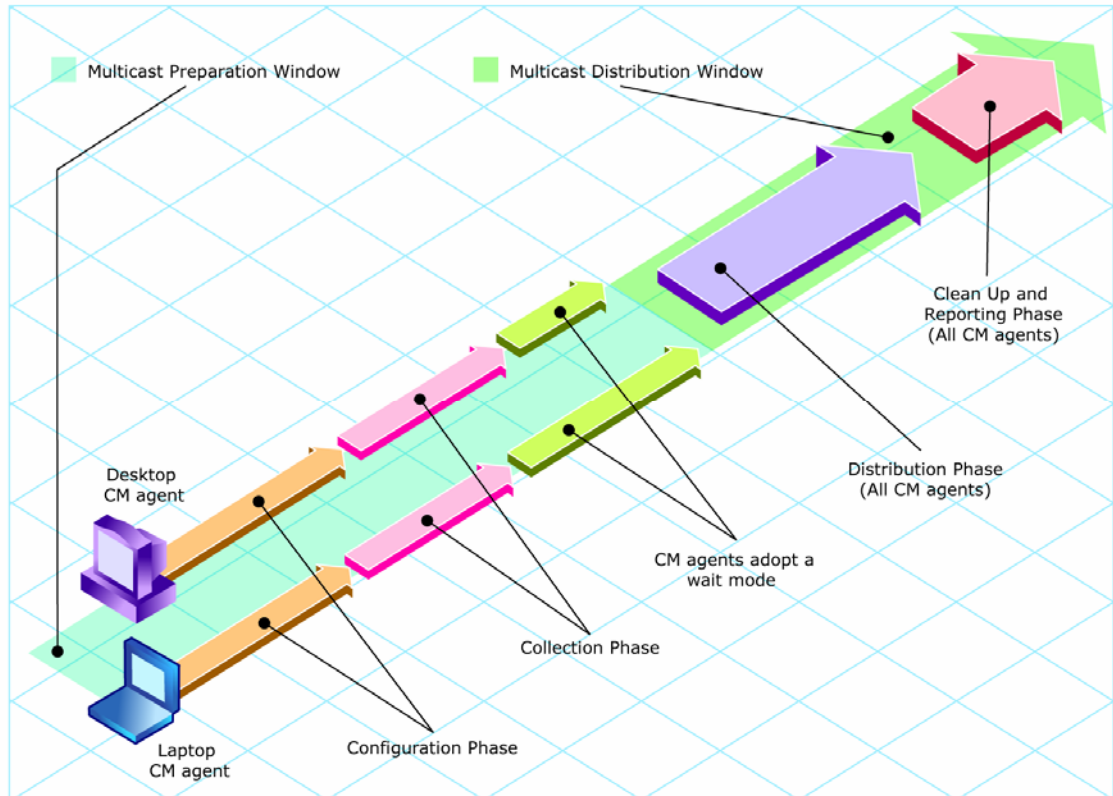 Multicast Preparation Window
Multicast Distribution Window
Clean Up and
Reporting Phase
(All CM agents)
Distribution Phase
(All CM agents)
Desktop
CM agent
CM agents adopt a
wait mode
Collection Phase
Configuration Phase
Laptop
CM agent